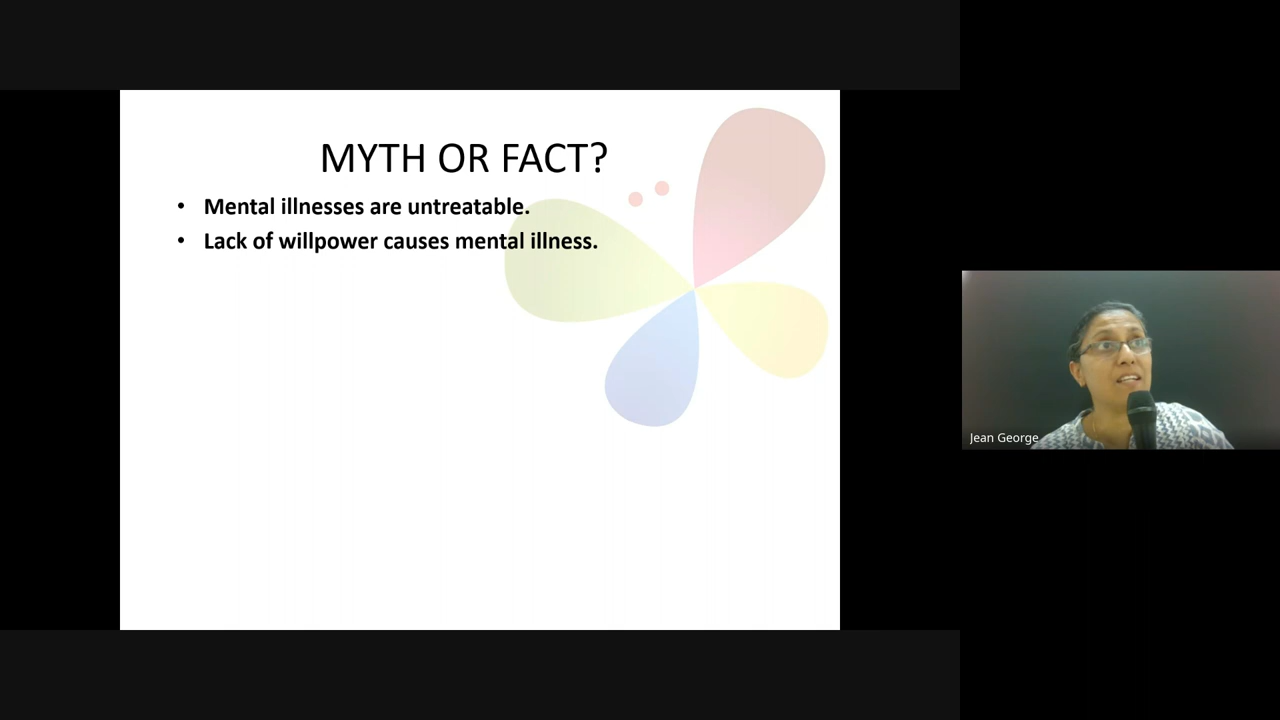 MYTH OR FACT?
• Mental illnesses are untreatable.
• Lack of willpower causes mental illness.
Jean George